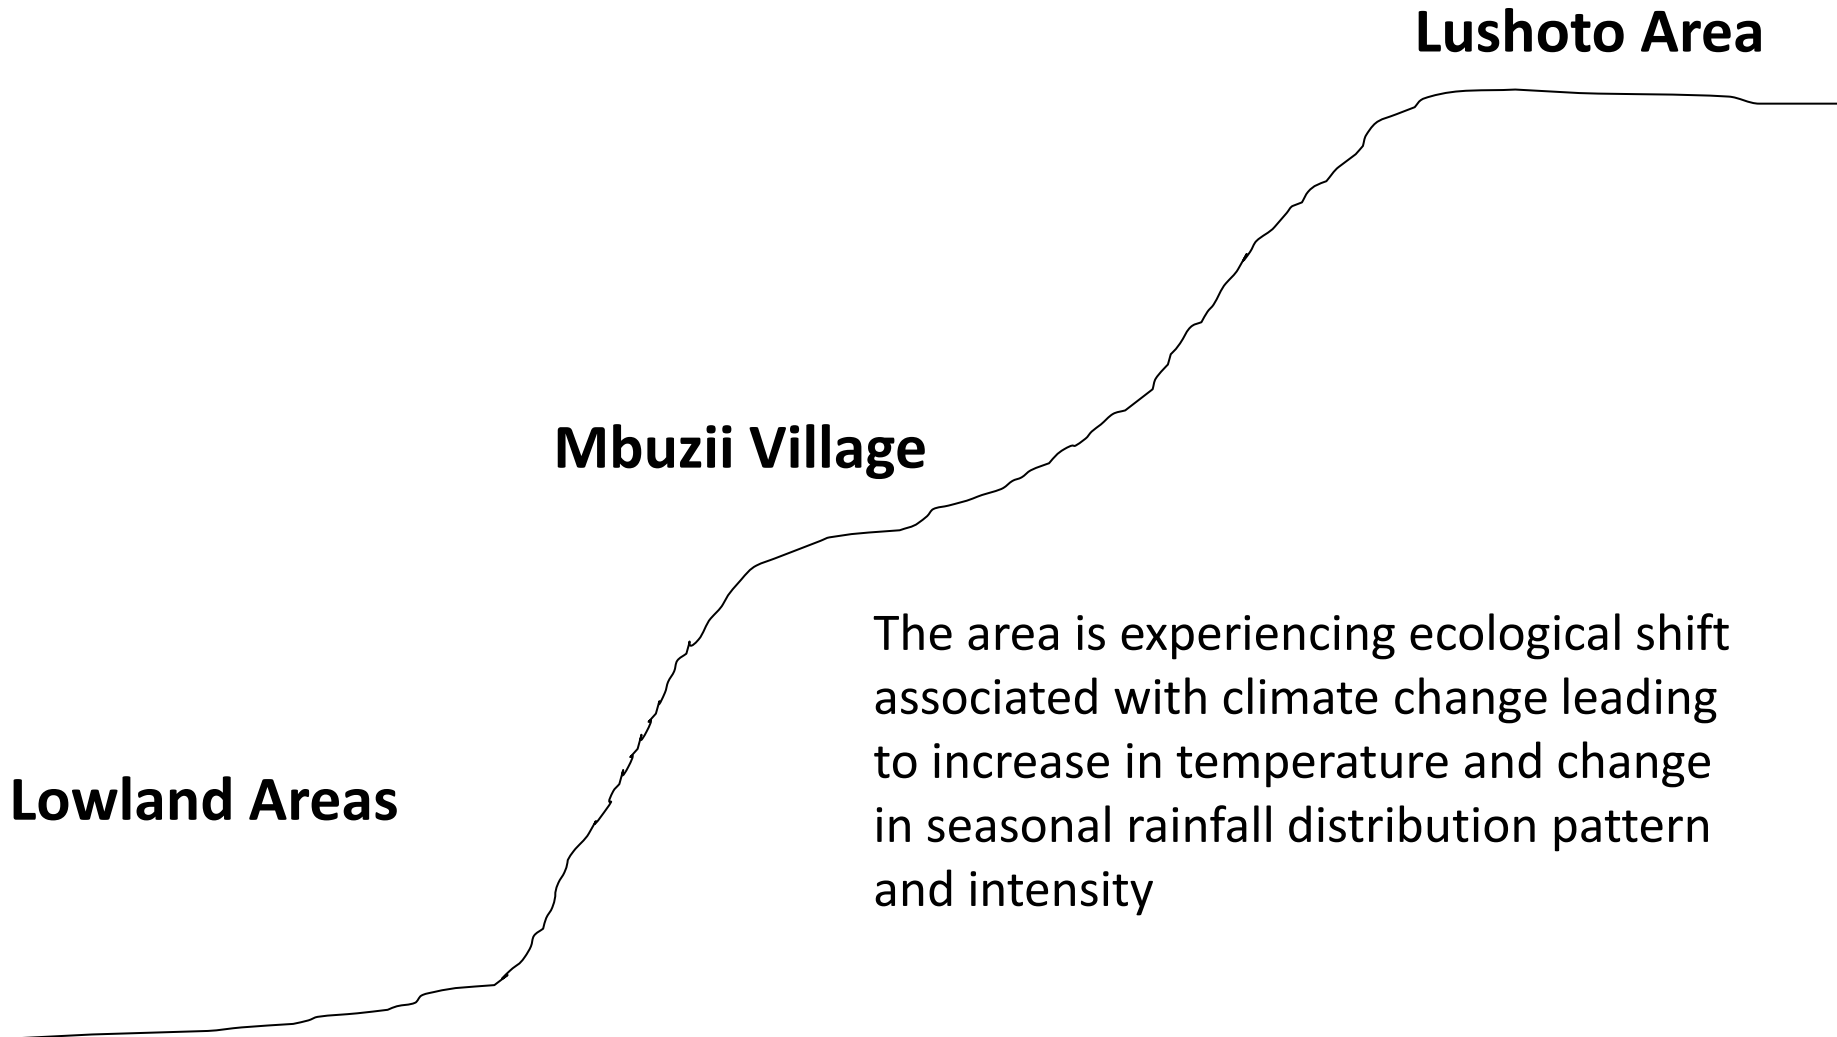 Lushoto Area
Mbuzii Village
The area is experiencing ecological shift
associated with climate change leading
to increase in temperature and change
in seasonal rainfall distribution pattern
and intensity
Lowland Areas